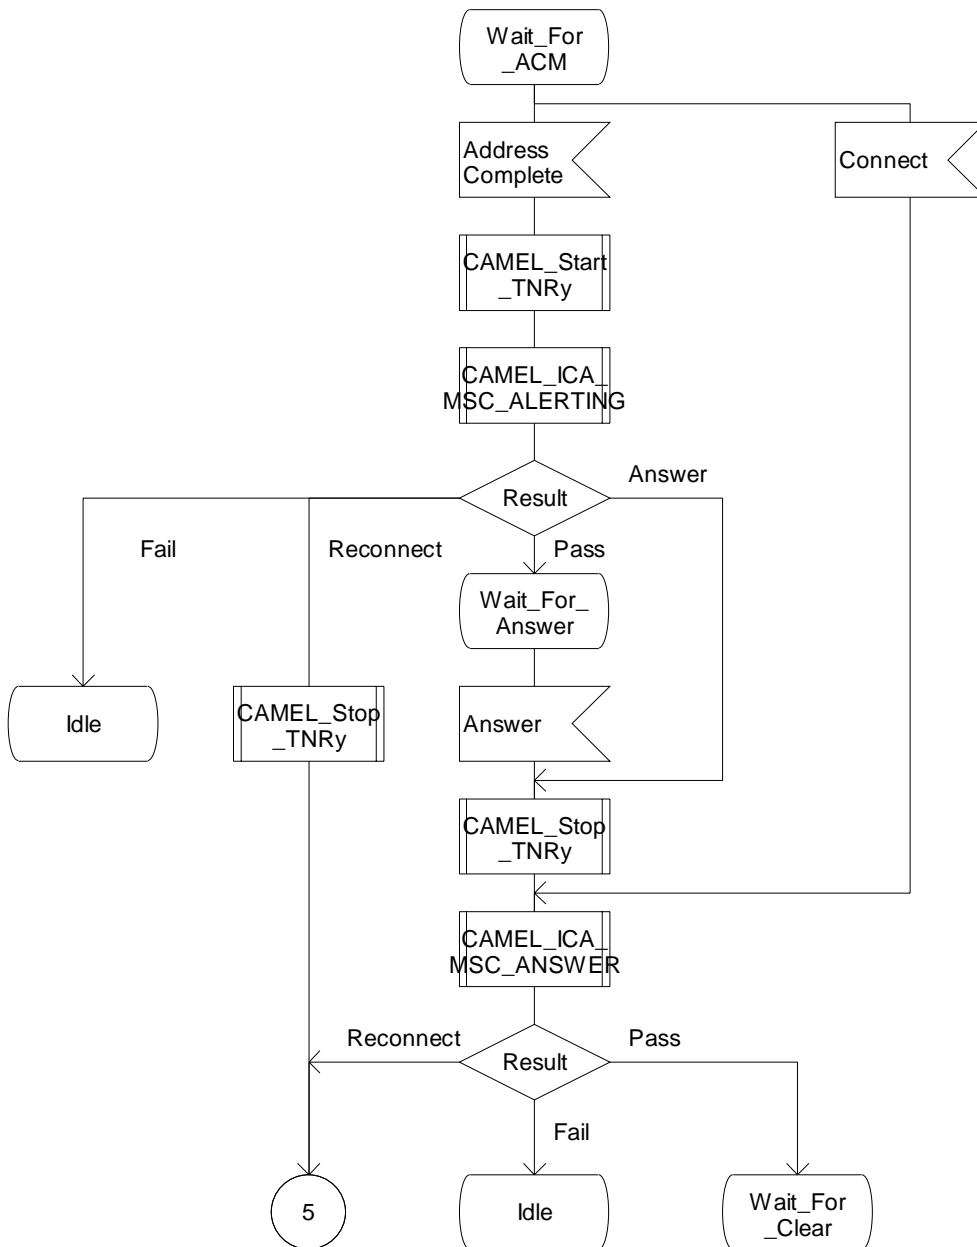 Wait_For
_ACM
Address
Complete
Connect
CAMEL_Start
_TNRy
CAMEL_ICA_
MSC_ALERTING
Result
Answer
Fail
Reconnect
Pass
Wait_For_
Answer
Idle
CAMEL_Stop
_TNRy
Answer
CAMEL_Stop
_TNRy
CAMEL_ICA_
MSC_ANSWER
Reconnect
Result
Pass
Fail
5
Idle
Wait_For
_Clear